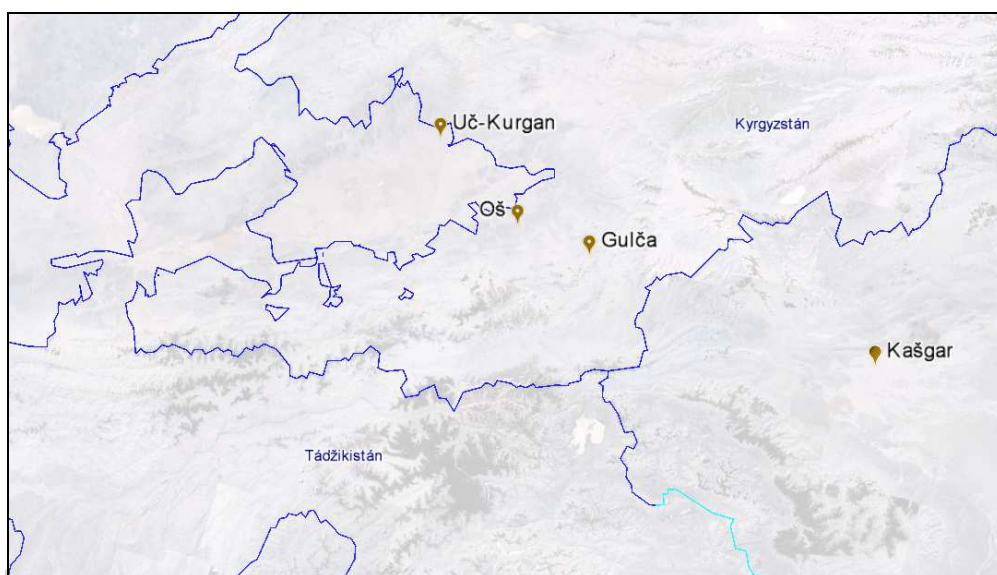 Uč-Kurgan
Kyrgyzstán
Oš
Gulča
Kašgar
Tádžikistán